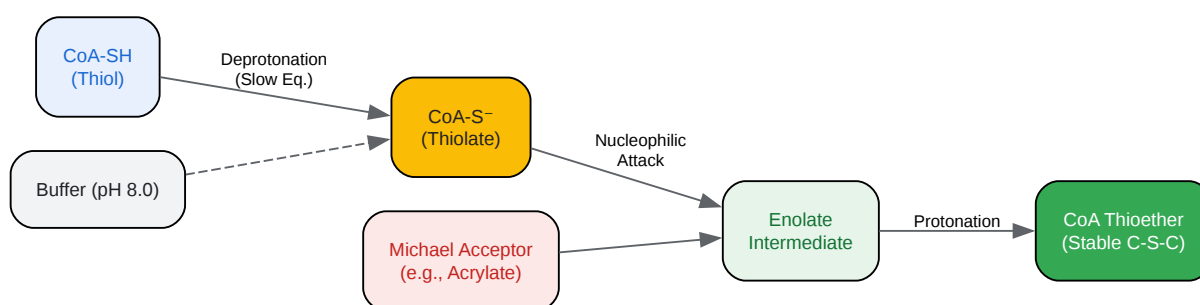 CoA-SH
(Thiol)
Deprotonation
(Slow Eq.)
Buffer (pH 8.0)
CoA-S⁻
(Thiolate)
Nucleophilic
Attack
Michael Acceptor
(e.g., Acrylate)
Enolate
Intermediate
Protonation
CoA Thioether
(Stable C-S-C)